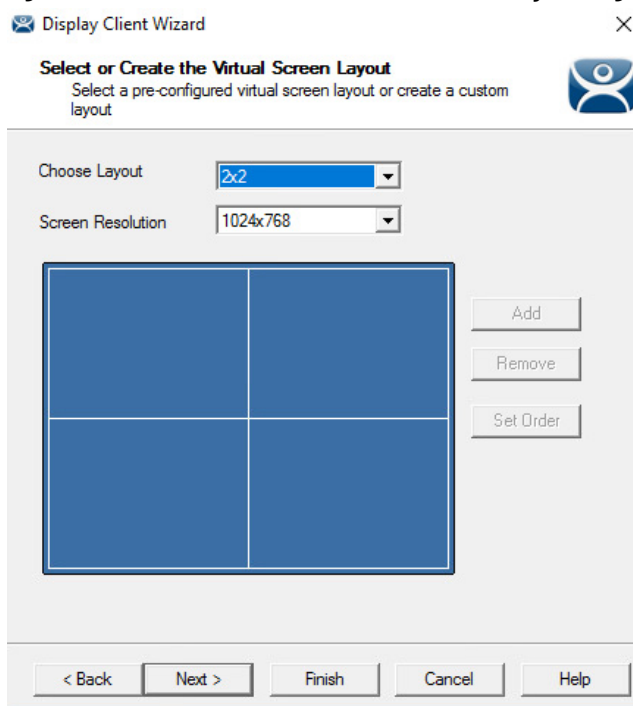 Display Client Wizard
Select or Create the Virtual Screen Layout
Select a pre-configured virtual screen layout or create a custom
layout
Choose Layout
2x2
Screen Resolution
1024x768
Add
Remove
Set Order
< Back
Next >
Finish
Cancel
Help